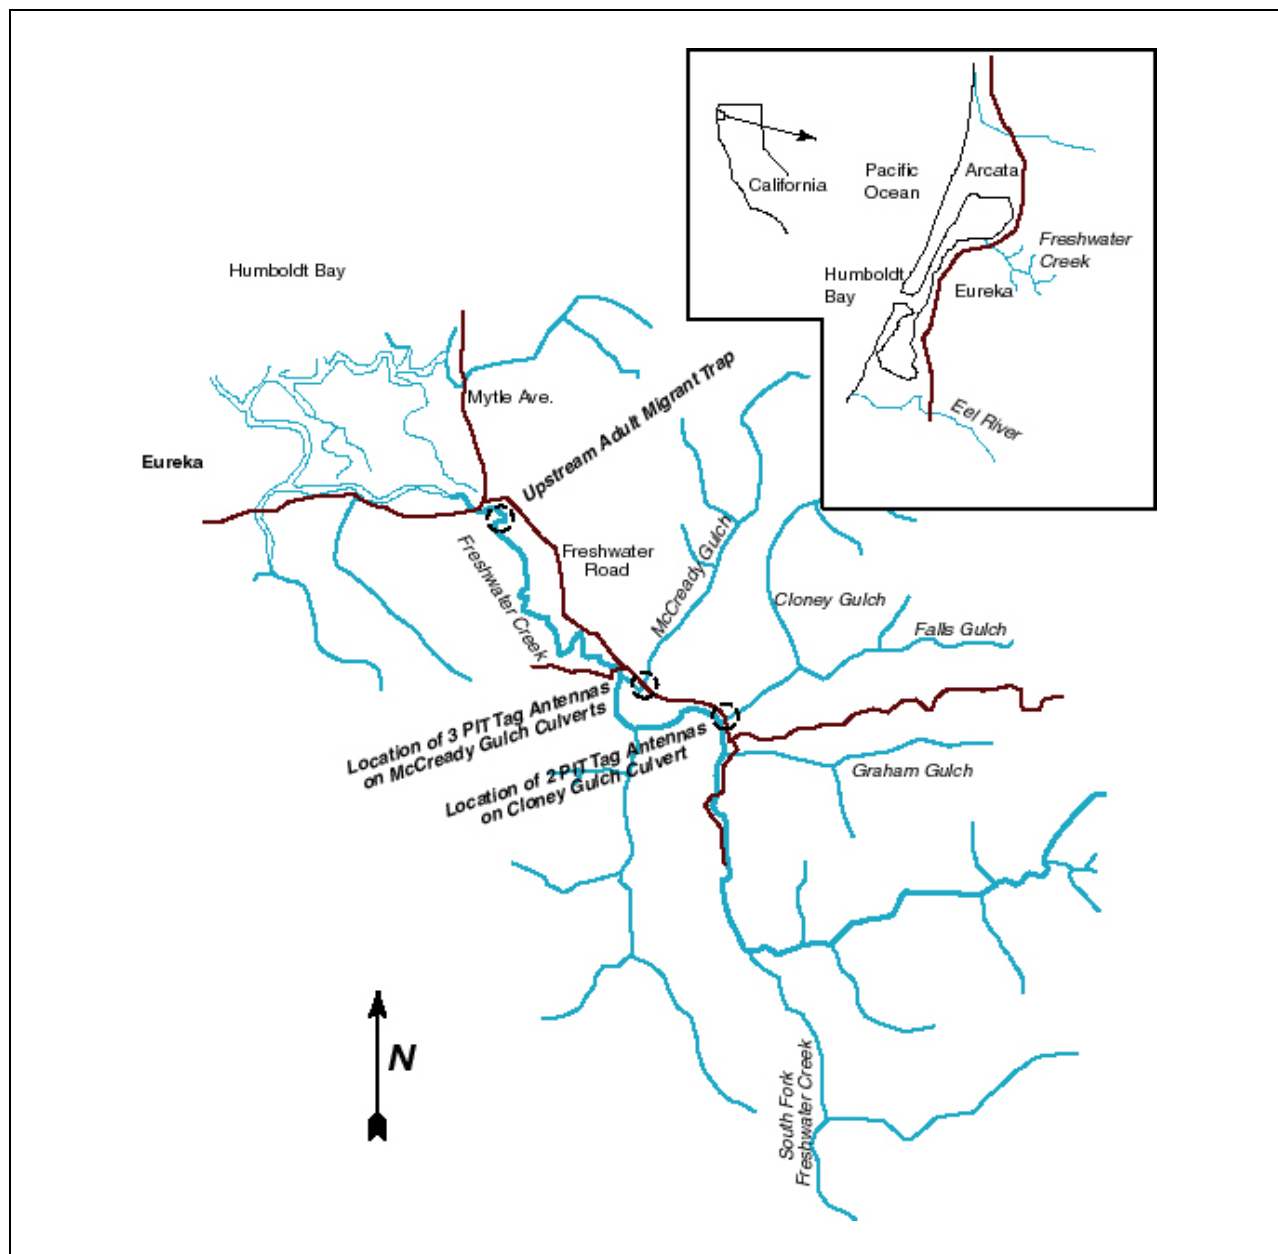 Pacific
Ocean
Arcata
California
Freshwater
Creek
Humboldt
Bay
Eureka
Eel River
Humboldt Bay
Mytle Ave.
Upstream Adult Migrant Trap
Eureka
Freshwater
Road
Freshwater Creek
McCready Gulch
Cloney Gulch
Falls Gulch
Location of 3 PIT Tag Antennas
on McCready Gulch Culverts
Location of 2 PIT Tag Antennas
on Cloney Gulch Culvert
Graham Gulch
N
South Fork
Freshwater Creek